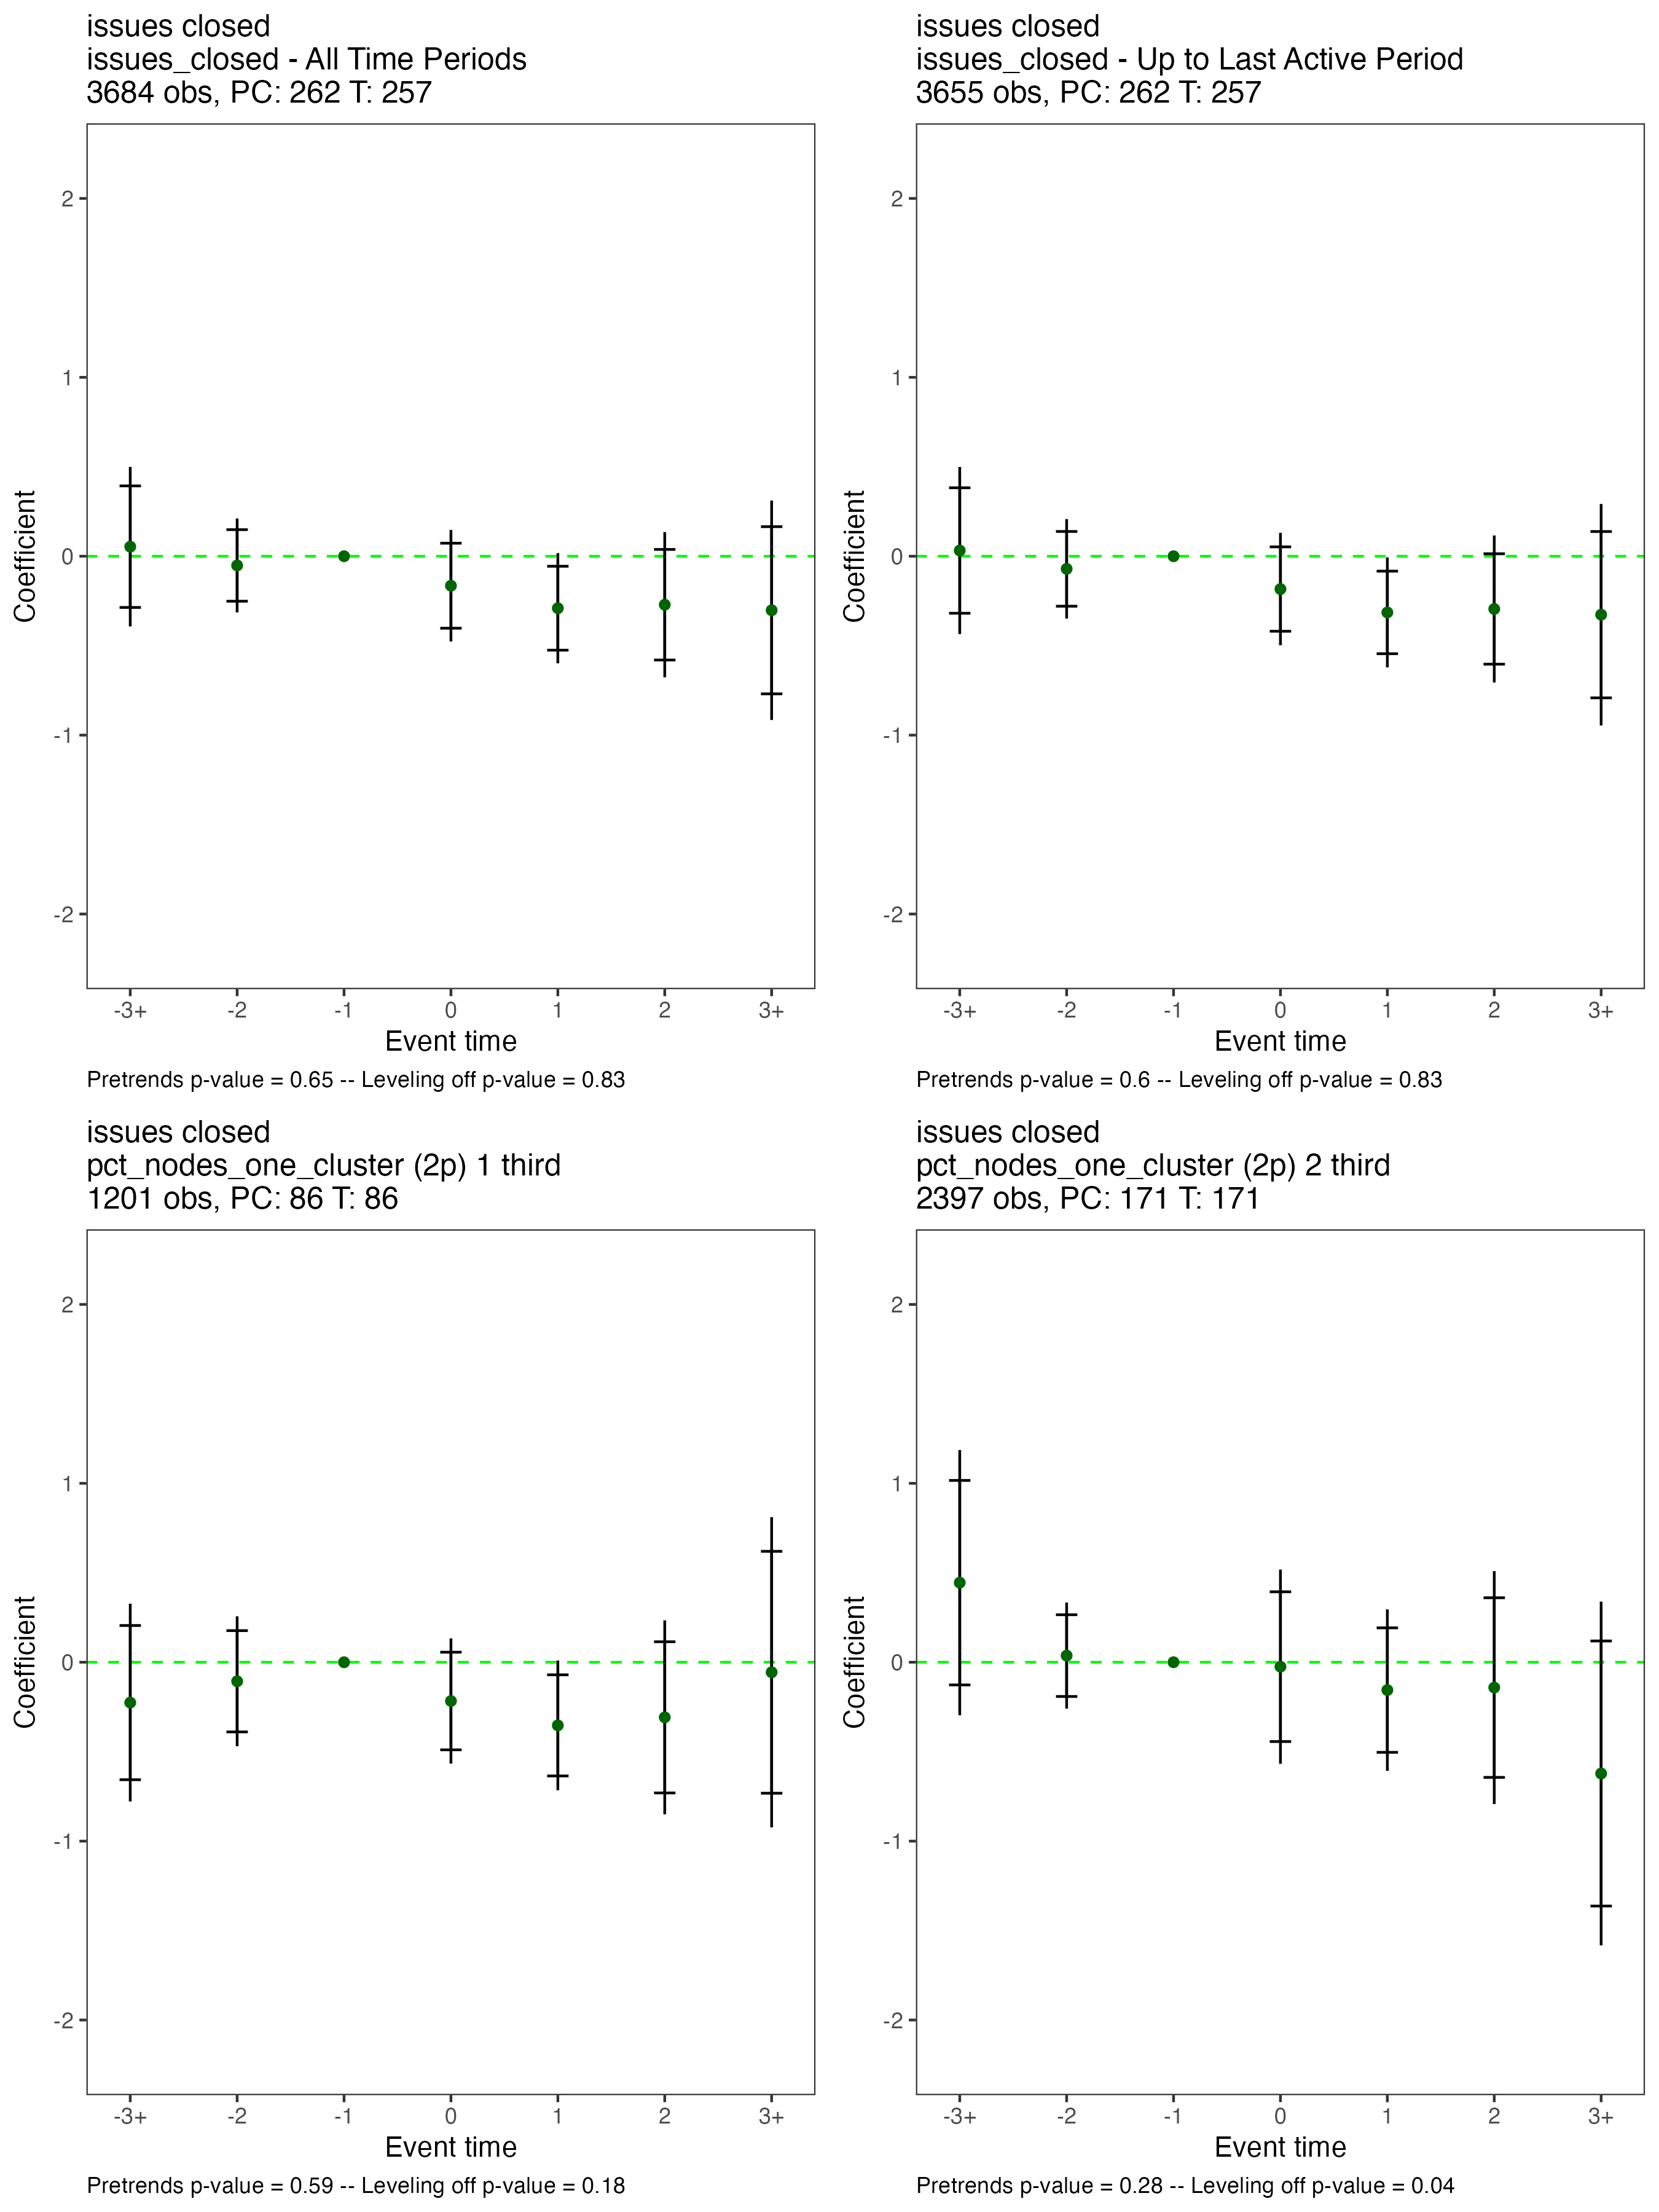 issues closed
issues_closed - All Time Periods
3684 obs, PC: 262 T: 257
2
1
0
-1
-2
Coefficient
-3+ -2 -1 0 1 2 3+
Event time
Pretrends p-value = 0.65 -- Leveling off p-value = 0.83
issues closed
issues_closed - Up to Last Active Period
3655 obs, PC: 262 T: 257
2
1
0
-1
-2
Coefficient
-3+ -2 -1 0 1 2 3+
Event time
Pretrends p-value = 0.6 -- Leveling off p-value = 0.83
issues closed
pct_nodes_one_cluster (2p) 1 third
1201 obs, PC: 86 T: 86
2
1
0
-1
-2
Coefficient
-3+ -2 -1 0 1 2 3+
Event time
Pretrends p-value = 0.59 -- Leveling off p-value = 0.18
issues closed
pct_nodes_one_cluster (2p) 2 third
2397 obs, PC: 171 T: 171
2
1
0
-1
-2
Coefficient
-3+ -2 -1 0 1 2 3+
Event time
Pretrends p-value = 0.28 -- Leveling off p-value = 0.04